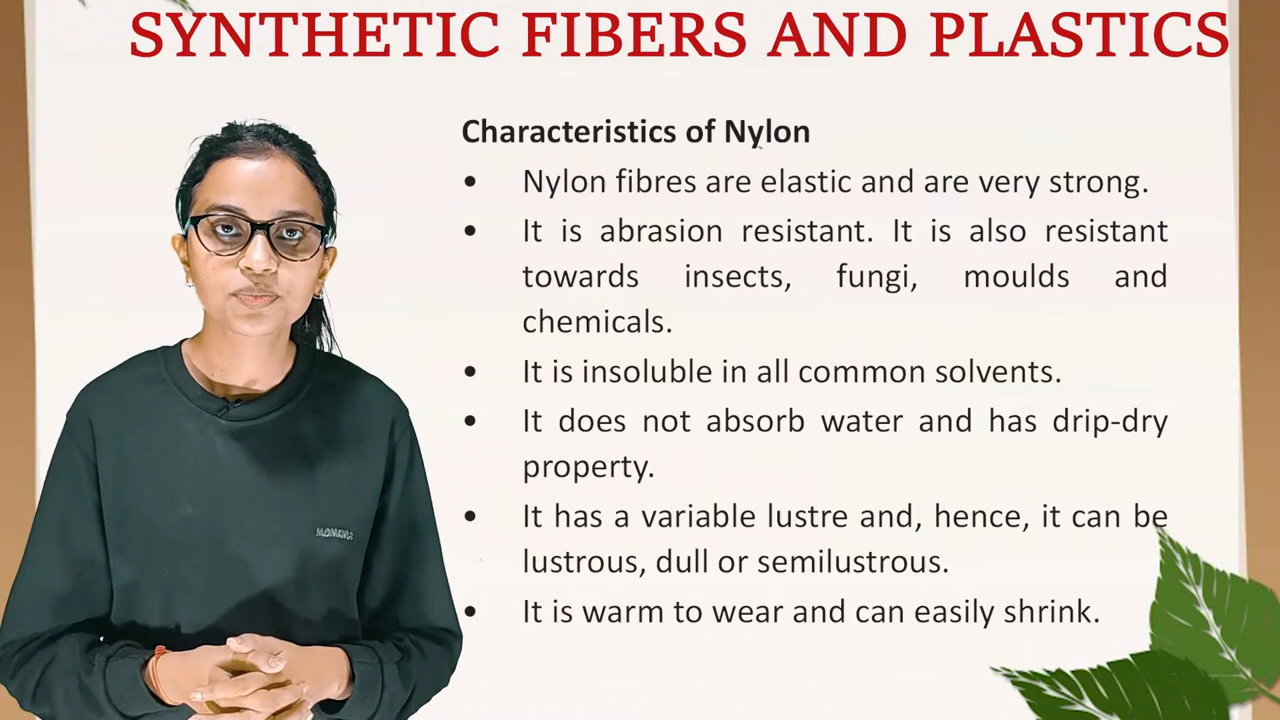 SYNTHETIC FIBERS AND PLASTICS
Characteristics of Nylon
• Nylon fibres are elastic and are very strong.
• It is abrasion resistant. It is also resistant
towards insects, fungi, moulds and
chemicals.
• It is insoluble in all common solvents.
• It does not absorb water and has drip-dry
property.
• It has a variable lustre and, hence, it can be
lustrous, dull or semilustrous.
• It is warm to wear and can easily shrink.